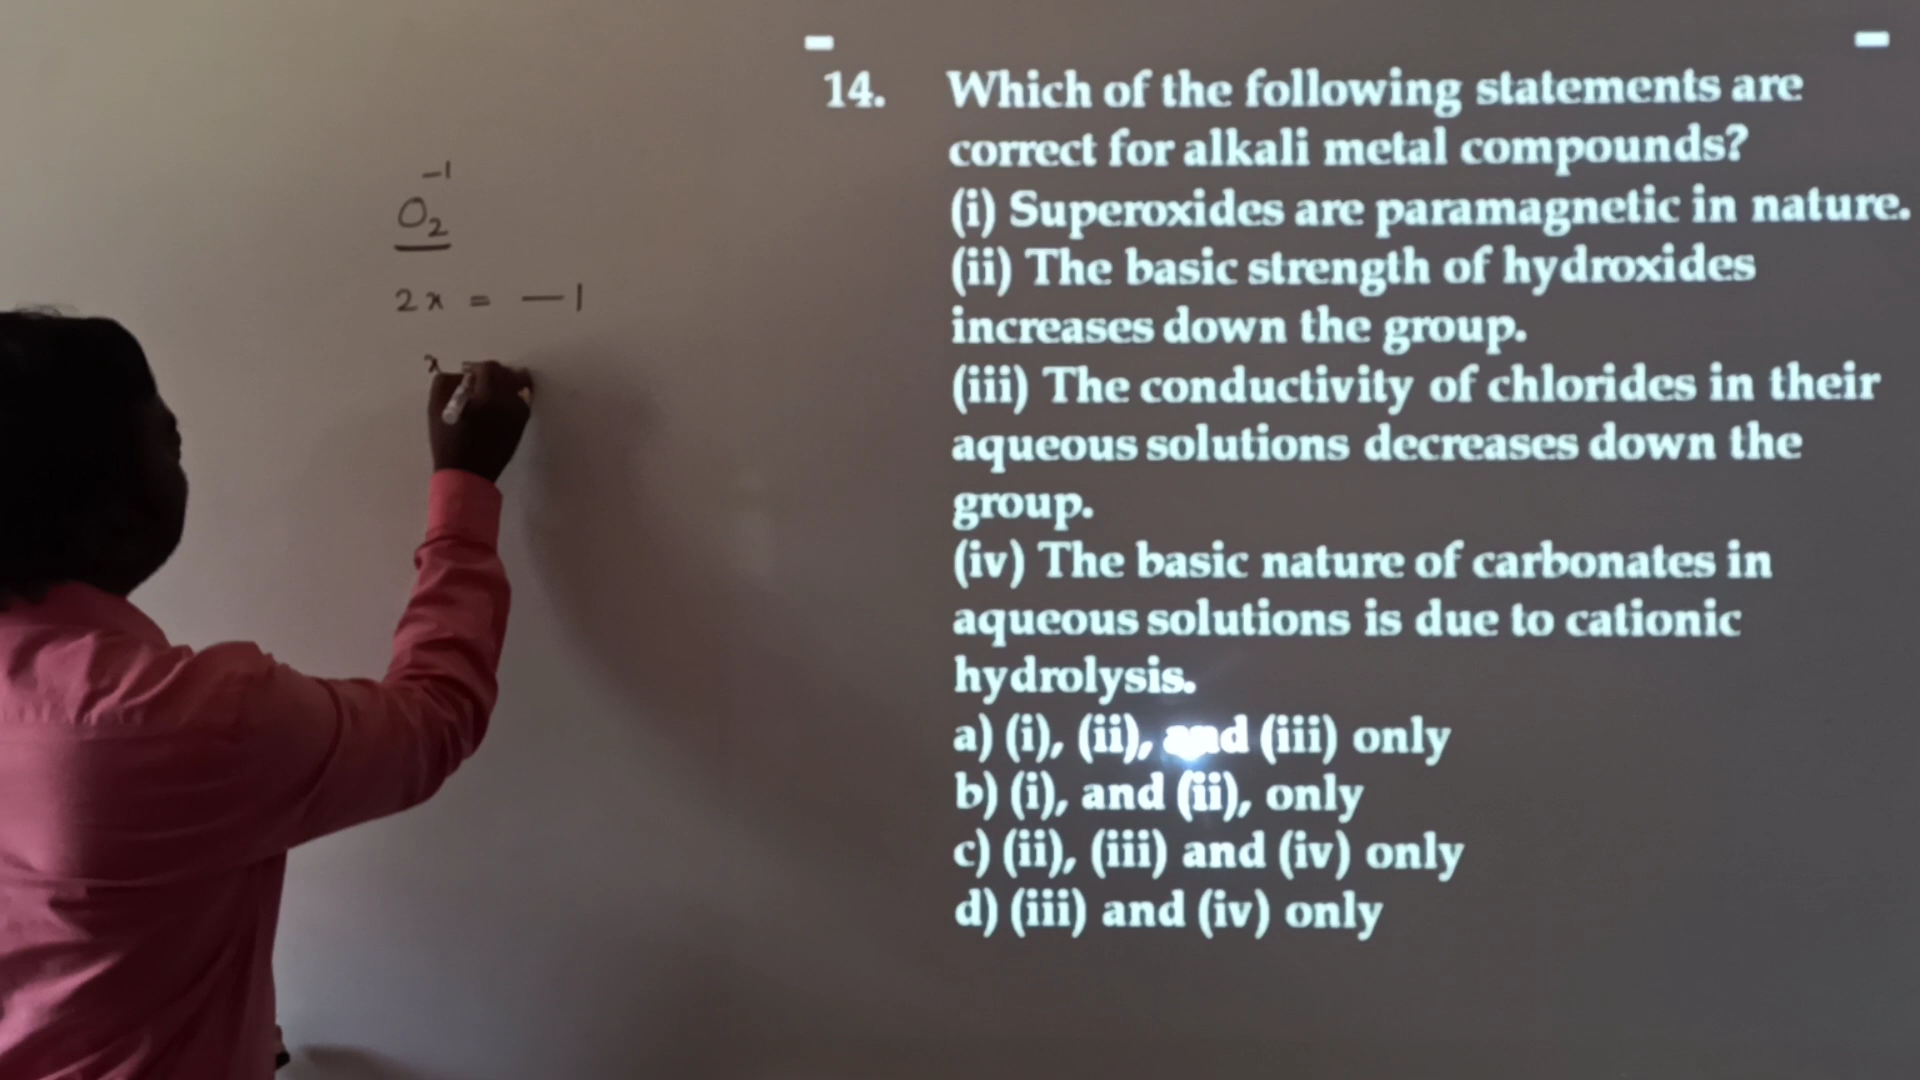 -1
O2
2x = -1
x =
14. Which of the following statements are
correct for alkali metal compounds?
(i) Superoxides are paramagnetic in nature.
(ii) The basic strength of hydroxides
increases down the group.
(iii) The conductivity of chlorides in their
aqueous solutions decreases down the
group.
(iv) The basic nature of carbonates in
aqueous solutions is due to cationic
hydrolysis.
a) (i), (ii), and (iii) only
b) (i), and (ii), only
c) (ii), (iii) and (iv) only
d) (iii) and (iv) only